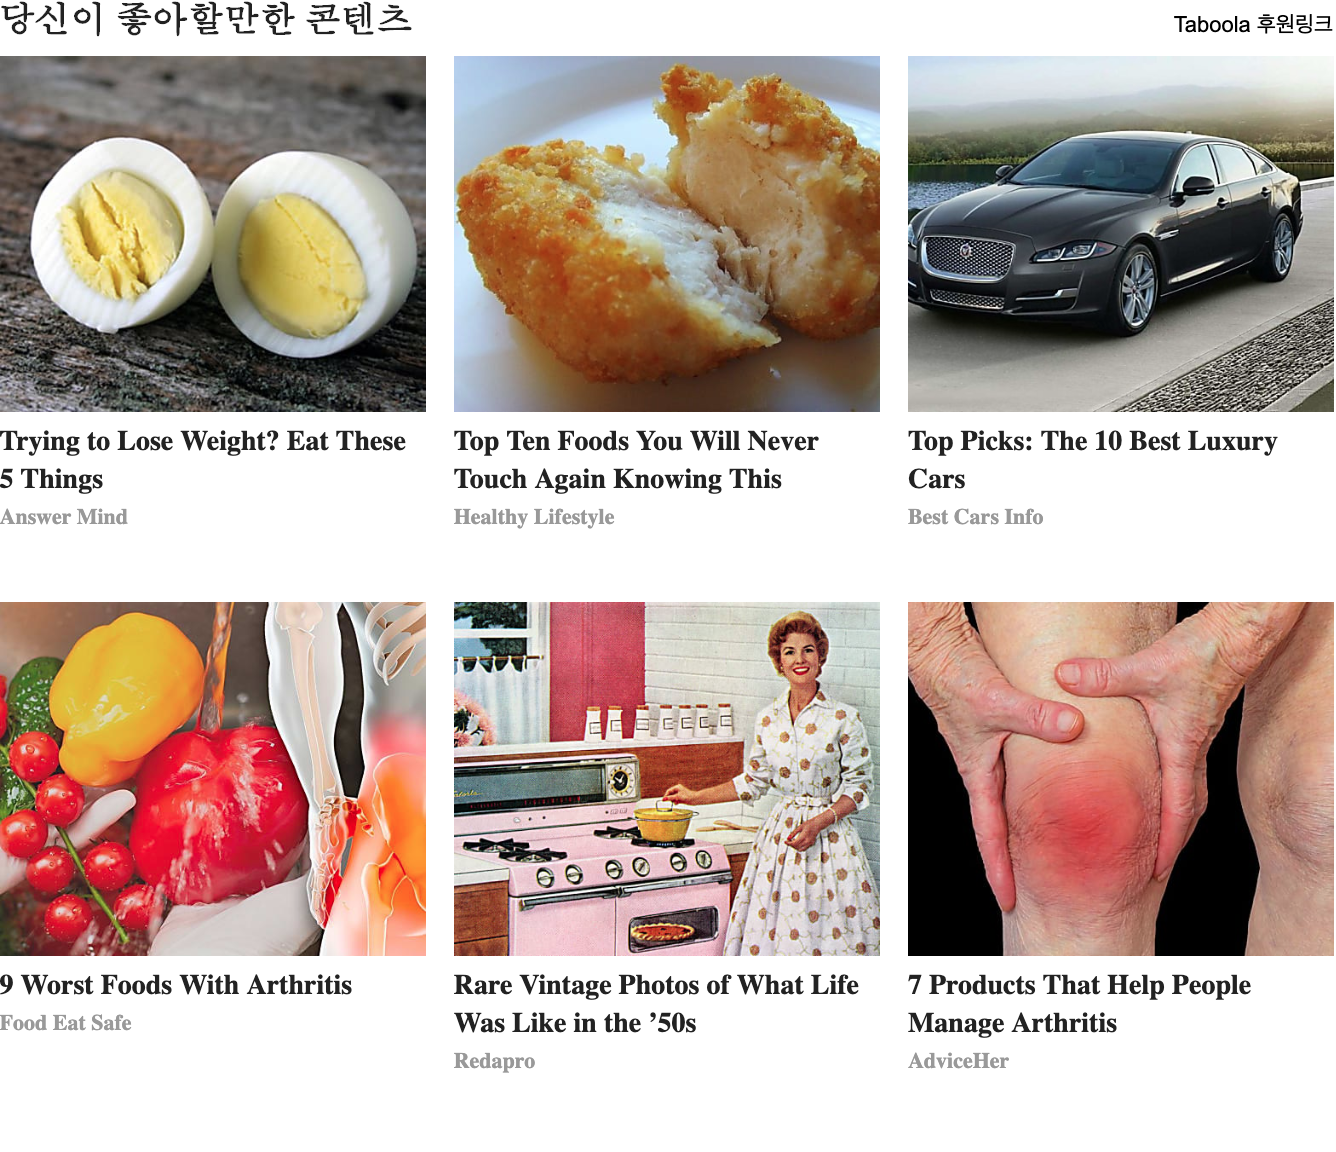 당신이 좋아할만한 콘텐츠
Taboola 후원링크
Trying to Lose Weight? Eat These
5 Things
Answer Mind
Top Ten Foods You Will Never
Touch Again Knowing This
Healthy Lifestyle
Top Picks: The 10 Best Luxury
Cars
Best Cars Info
9 Worst Foods With Arthritis
Food Eat Safe
Rare Vintage Photos of What Life
Was Like in the ’50s
Redapro
7 Products That Help People
Manage Arthritis
AdviceHer